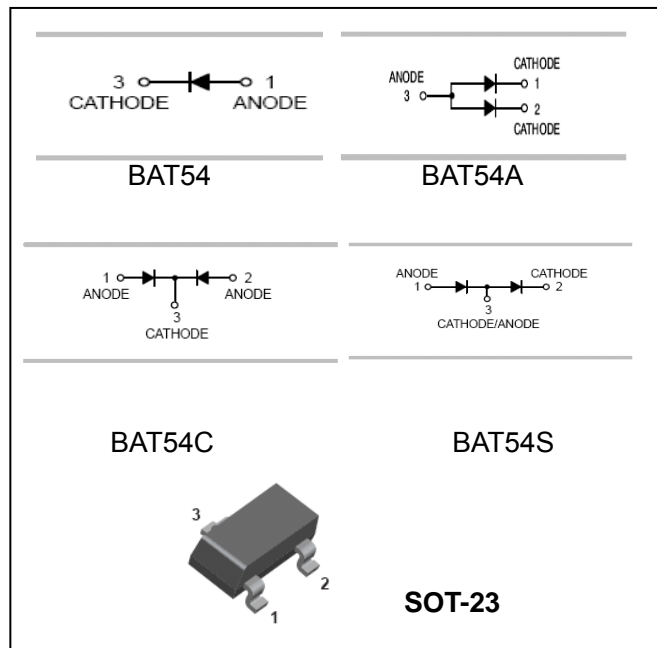 3 1
CATHODE ANODE
BAT54
CATHODE
ANODE
3 1
2
CATHODE
BAT54A
1 2
ANODE ANODE
3
CATHODE
BAT54C
ANODE CATHODE
1 2
3
CATHODE/ANODE
BAT54S
3
2
1
SOT-23